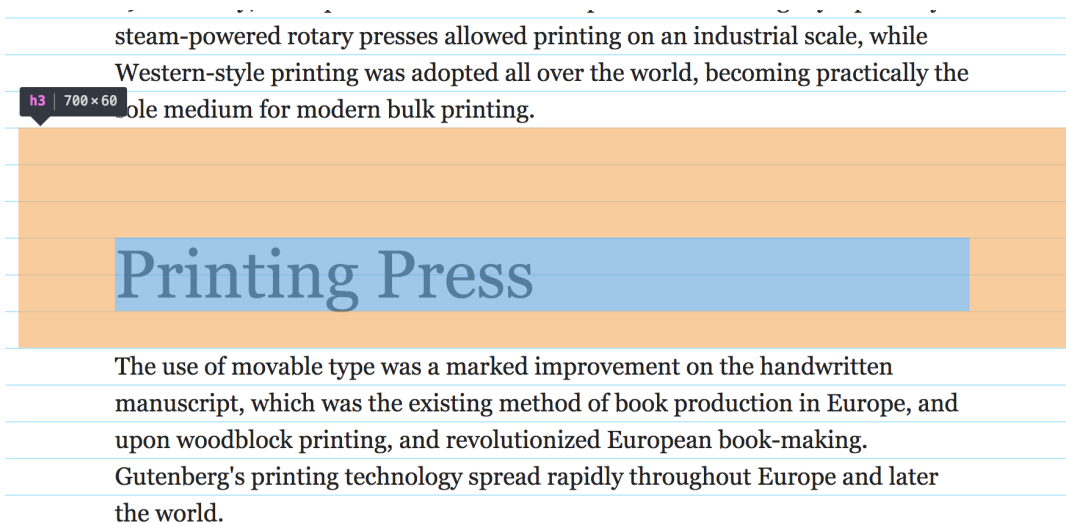 steam-powered rotary presses allowed printing on an industrial scale, while
Western-style printing was adopted all over the world, becoming practically the
h3 700×60
ole medium for modern bulk printing.
Printing Press
The use of movable type was a marked improvement on the handwritten
manuscript, which was the existing method of book production in Europe, and
upon woodblock printing, and revolutionized European book-making.
Gutenberg's printing technology spread rapidly throughout Europe and later
the world.